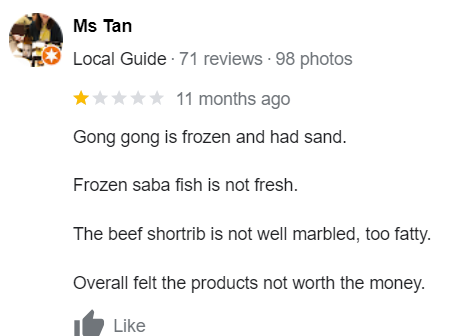 Ms Tan
Local Guide · 71 reviews · 98 photos
11 months ago
Gong gong is frozen and had sand.
Frozen saba fish is not fresh.
The beef shortrib is not well marbled, too fatty.
Overall felt the products not worth the money.
Like